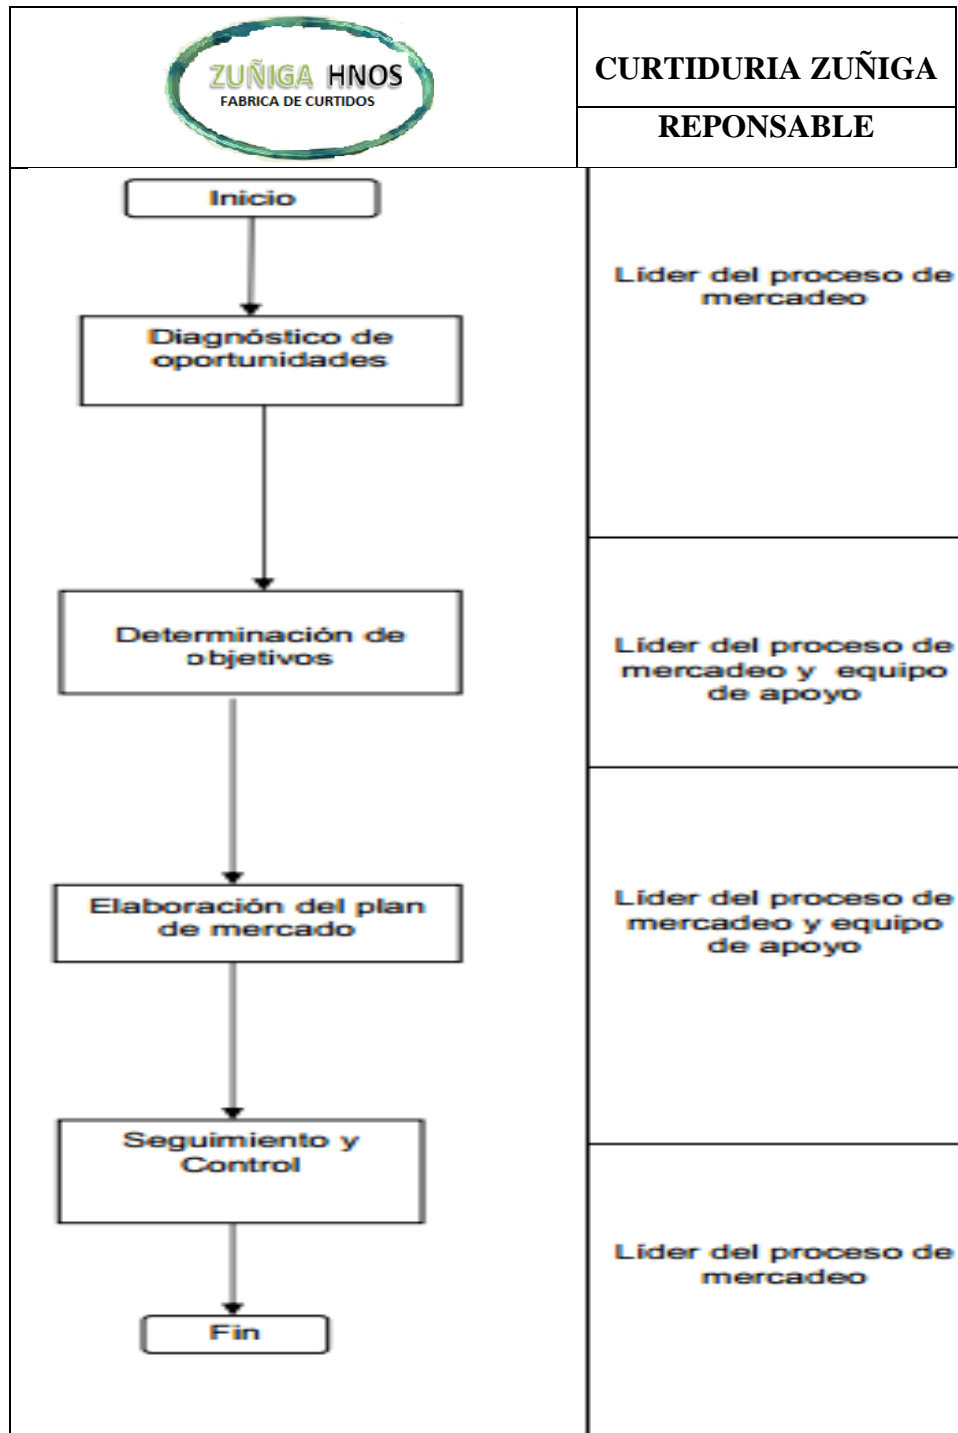 ZUÑIGA HNOS
FABRICA DE CURTIDOS
CURTIDURIA ZUÑIGA
REPONSABLE
Inicio
Líder del proceso de
mercadeo
Diagnóstico de
oportunidades
Determinación de
objetivos
Líder del proceso de
mercadeo y equipo
de apoyo
Elaboración del plan
de mercado
Líder del proceso de
mercadeo y equipo
de apoyo
Seguimiento y
Control
Líder del proceso de
mercadeo
Fin